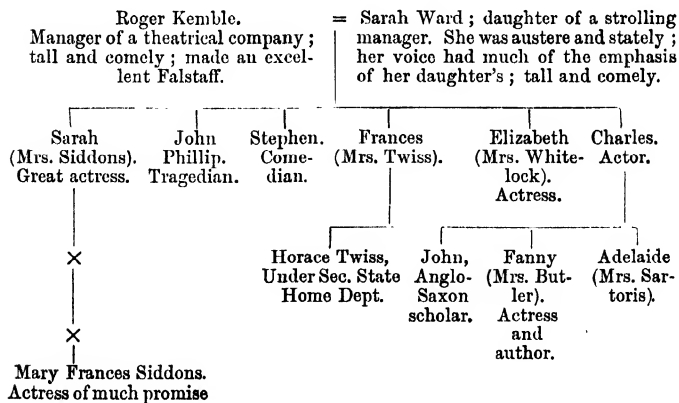 Roger Kemble.
Manager of a theatrical company ;
tall and comely ; made an excel-
lent Falstaff.
= Sarah Ward ; daughter of a strolling
manager. She was austere and stately ;
her voice had much of the emphasis
of her daughter's ; tall and comely.
Sarah
(Mrs. Siddons).
Great actress.
John
Phillip.
Tragedian.
Stephen.
Come-
dian.
Frances
(Mrs. Twiss).
Elizabeth
(Mrs. White-
lock).
Actress.
Charles.
Actor.
×
×
Mary Frances Siddons.
Actress of much promise
Horace Twiss,
Under Sec. State
Home Dept.
John,
Anglo-
Saxon
scholar.
Fanny
(Mrs. But-
ler).
Actress
and
author.
Adelaide
(Mrs. Sar-
toris).